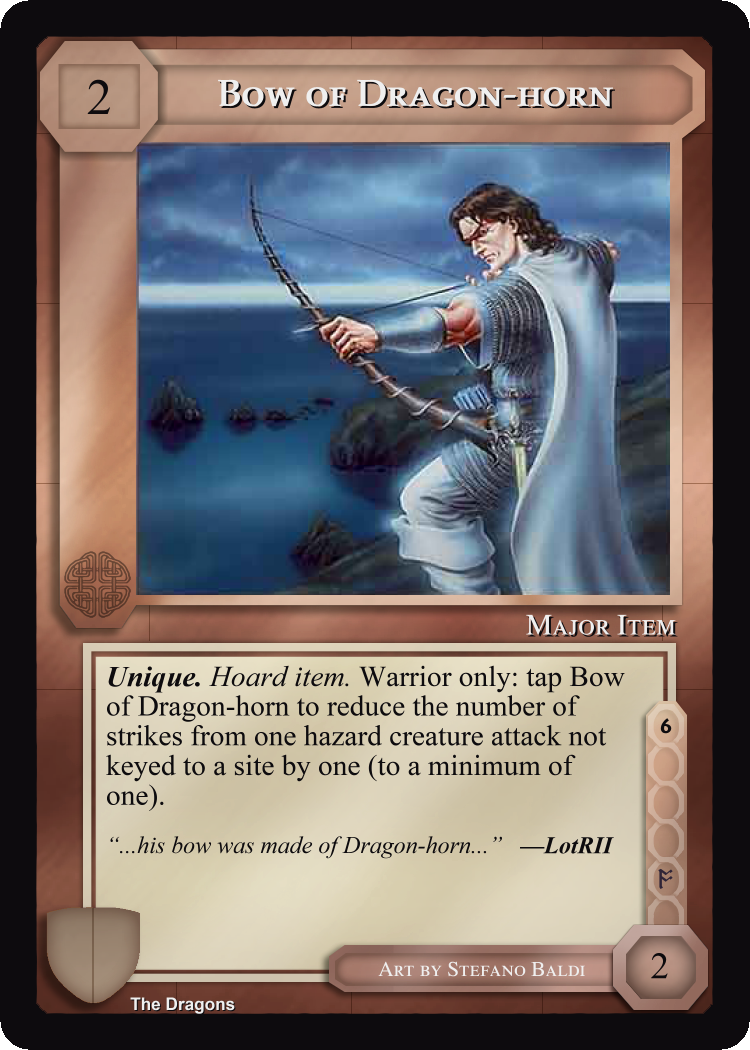 2
Bow of Dragon-horn
Major Item
Unique. Hoard item. Warrior only: tap Bow
of Dragon-horn to reduce the number of
strikes from one hazard creature attack not
keyed to a site by one (to a minimum of
one).
6
“...his bow was made of Dragon-horn...” —LotRII
ᚩ
Art by Stefano Baldi
2
The Dragons